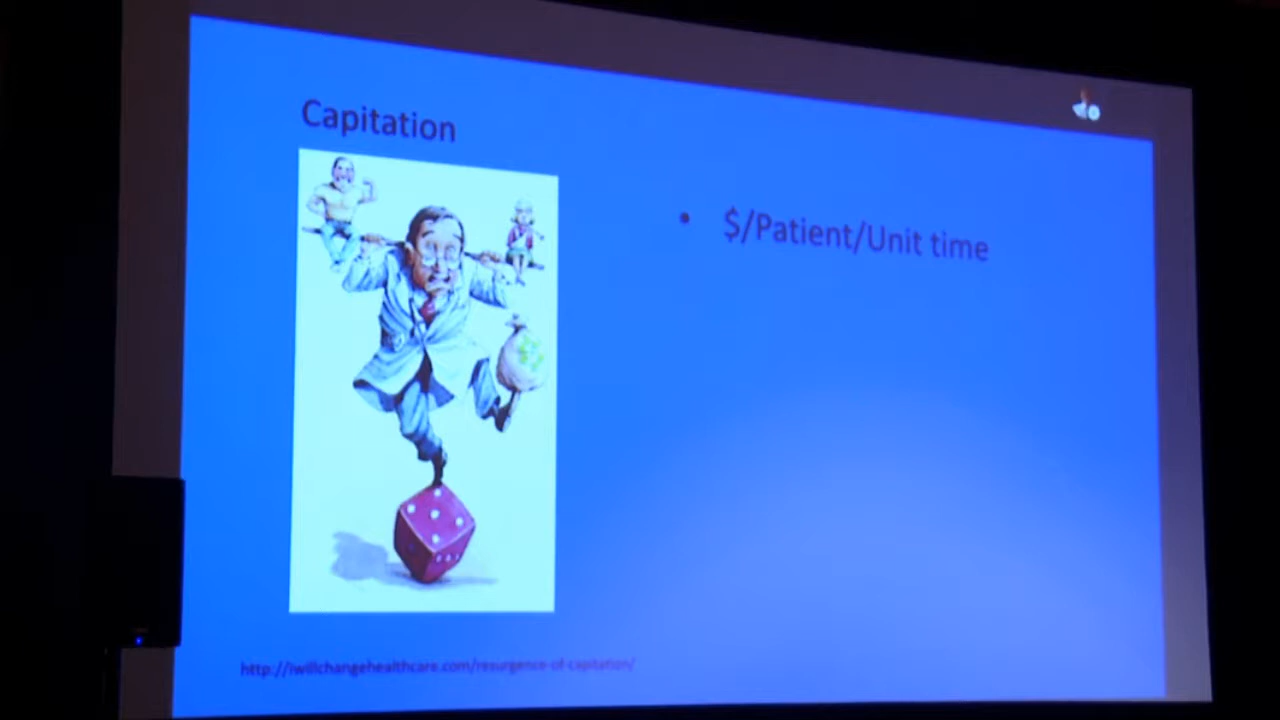 Capitation
• $/Patient/Unit time
http://iwillchangehealthcare.com/resurgence-of-capitation/